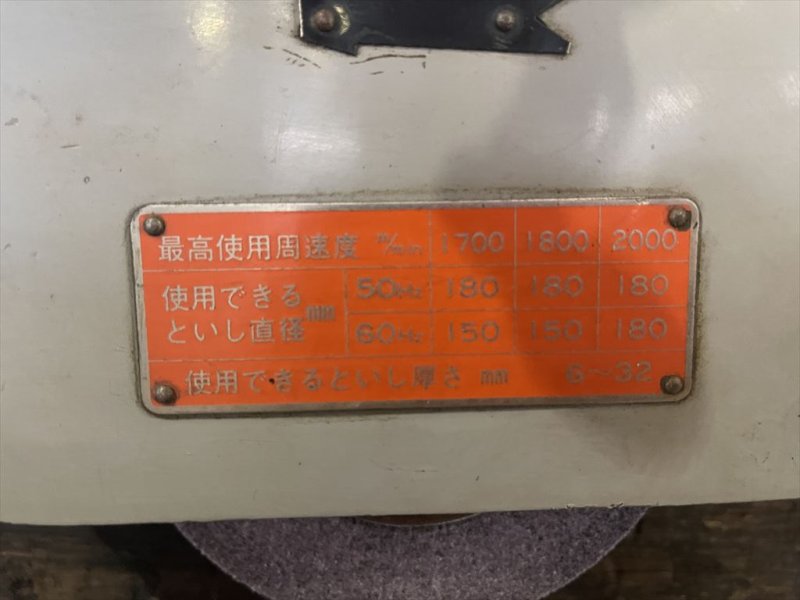 最高使用周速度 m/min 1700 1800 2000
使用できる
といし直径 mm
50Hz 180 180 180
60Hz 150 150 180
使用できるといし厚さ mm 6〜32